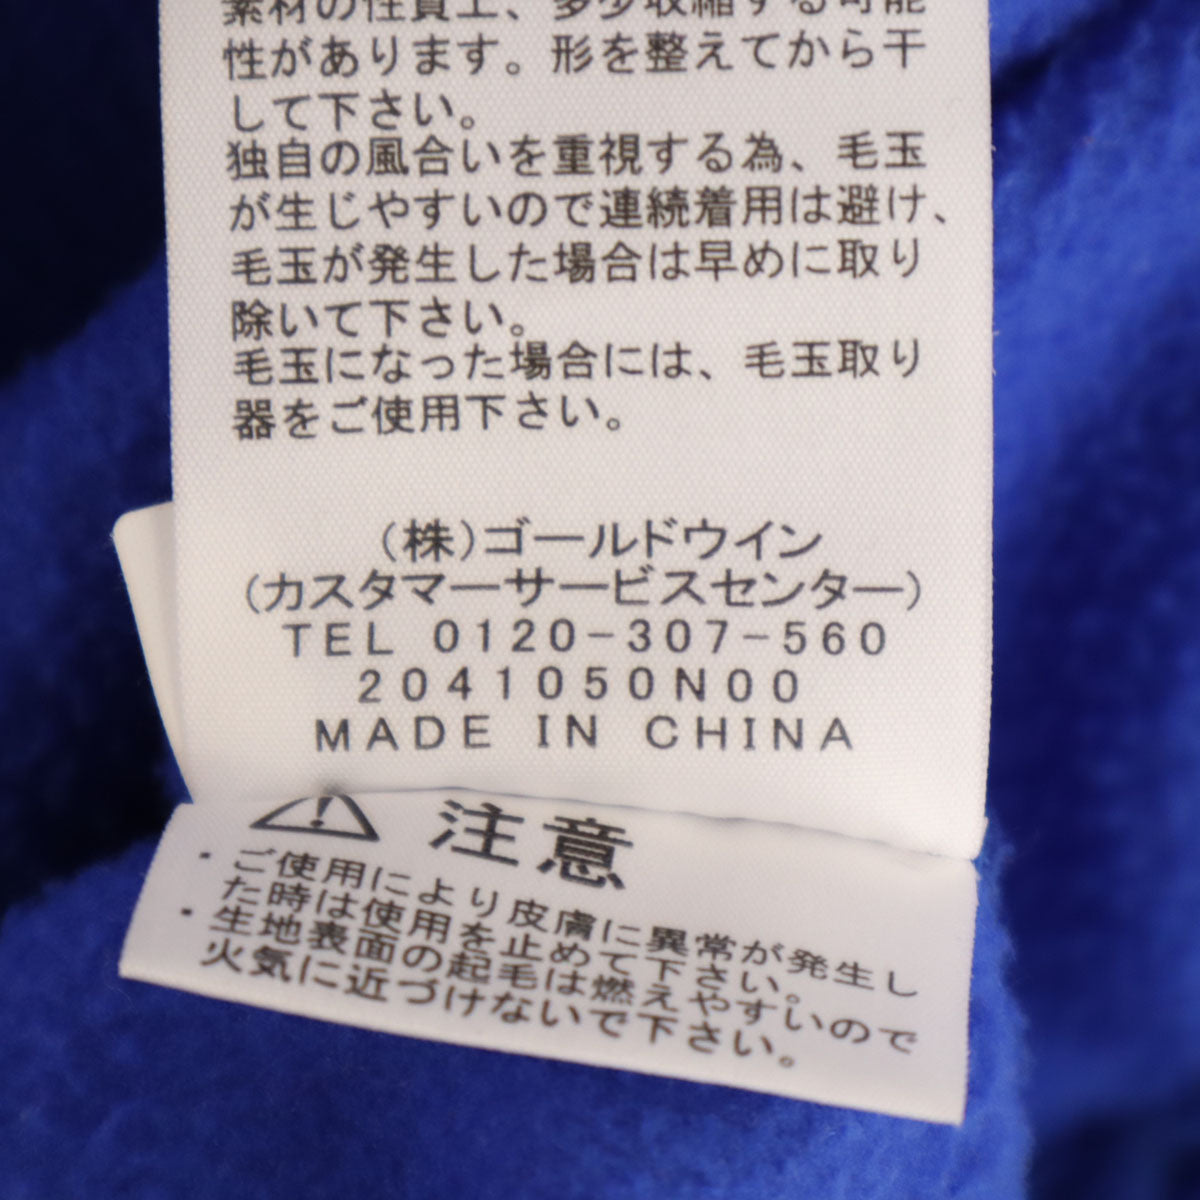 素材の性質上、多少収縮する可能
性があります。形を整えてから干
して下さい。
独自の風合いを重視する為、毛玉
が生じやすいので連続着用は避け、
毛玉が発生した場合は早めに取り
除いて下さい。
毛玉になった場合には、毛玉取り
器をご使用下さい。
(株)ゴールドウイン
(カスタマーサービスセンター)
TEL 0120-307-560
2041050N00
MADE IN CHINA
注意
・ご使用により皮膚に異常が発生し
た時は使用を止めて下さい。
・生地表面の起毛は燃えやすいので
火気に近づけないで下さい。